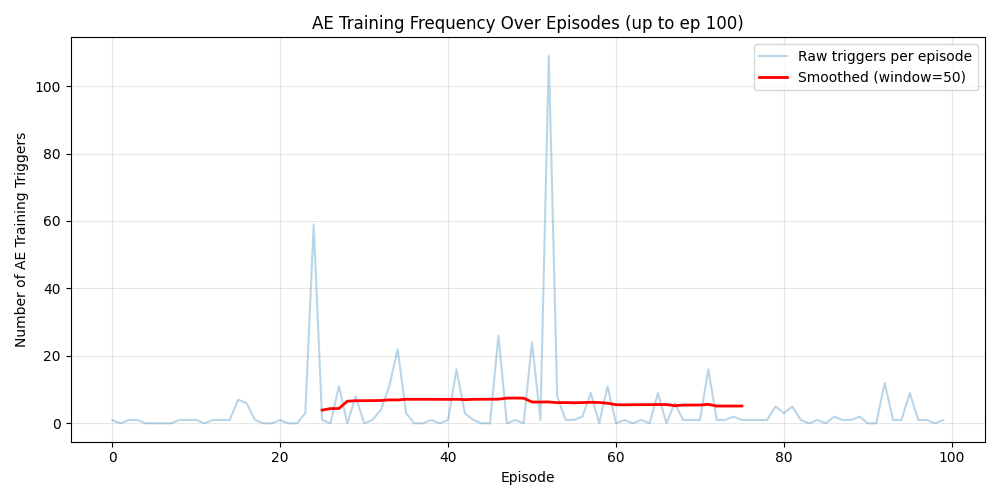 AE Training Frequency Over Episodes (up to ep 100)
Raw triggers per episode
Smoothed (window=50)
Number of AE Training Triggers
100
80
60
40
20
0
0 20 40 60 80 100
Episode